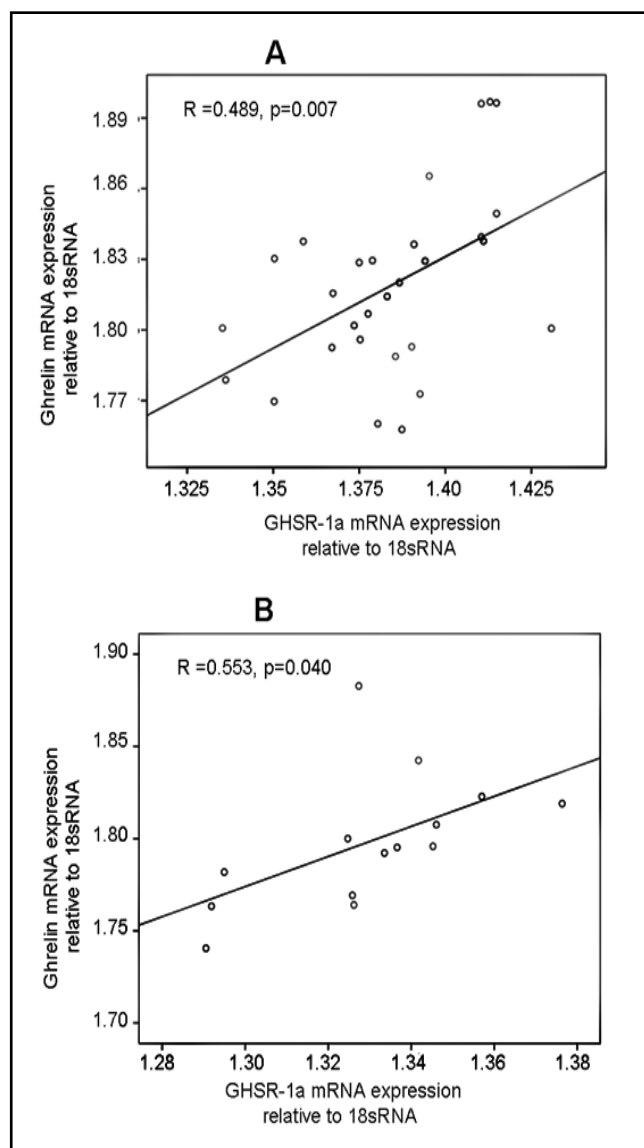 A
R =0.489, p=0.007
Ghrelin mRNA expression
relative to 18sRNA
1.89
1.86
1.83
1.80
1.77
1.325
1.35
1.375
1.40
1.425
GHSR-1a mRNA expression
relative to 18sRNA
B
R =0.553, p=0.040
Ghrelin mRNA expression
relative to 18sRNA
1.90
1.85
1.80
1.75
1.70
1.28
1.30
1.32
1.34
1.36
1.38
GHSR-1a mRNA expression
relative to 18sRNA